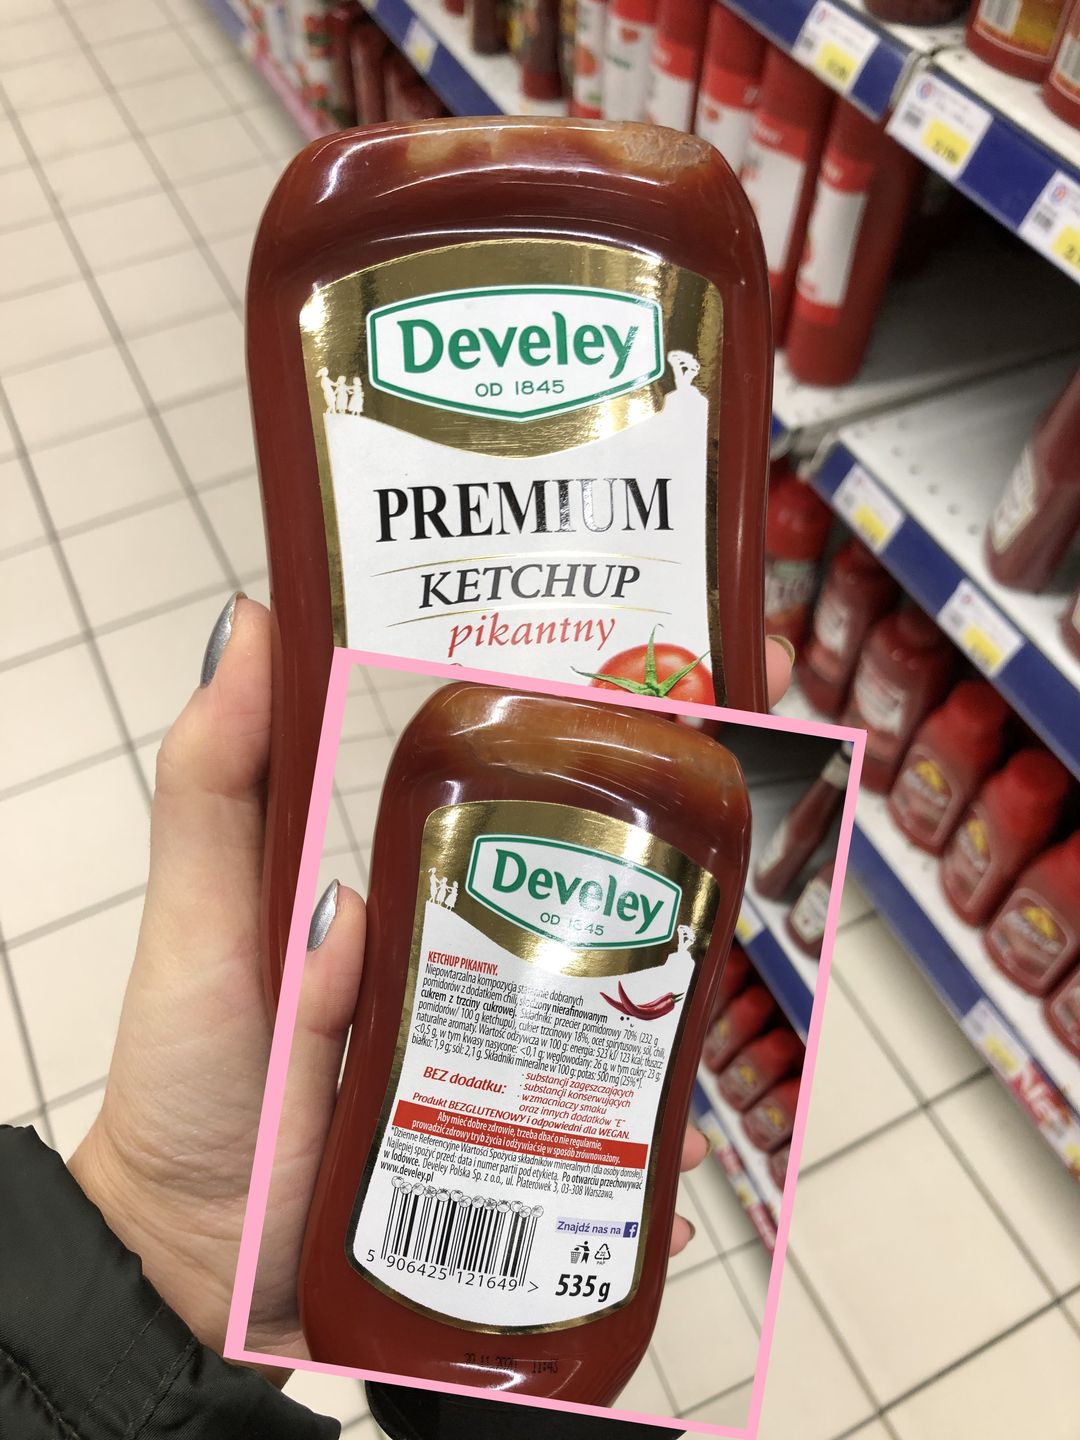 Develey
OD 1845
PREMIUM
KETCHUP
pikantny
Develey
OD 1845
KETCHUP PIKANTNY.
Niepowtarzalna kompozycja starannie dobranych
pomidorów z dodatkiem chili, słodzony nierafinowanym
cukrem z trzciny cukrowej. Składniki: przecier pomidorowy 70% (232 g
pomidorów/ 100 g ketchupu), cukier trzcinowy 18%, ocet spirytusowy, sól, chili,
naturalne aromaty. Wartość odżywcza w 100 g: energia: 523 kJ/ 123 kcal; tłuszcz:
<0,5 g, w tym kwasy nasycone: <0,1 g; węglowodany: 26 g, w tym cukry: 23 g;
białko: 1,9 g; sól: 2,1 g. Składniki mineralne w 100 g: potas: 500 mg (25%*).
BEZ dodatku:
· substancji zagęszczających
· substancji konserwujących
· wzmacniaczy smaku
oraz innych dodatków "E"
Produkt BEZGLUTENOWY i odpowiedni dla WEGAN.
Aby mieć dobre zdrowie, trzeba dbać o nie regularnie,
prowadzić zdrowy tryb życia i odżywiać się w sposób zrównoważony.
*Dzienne Referencyjne Wartości Spożycia składników mineralnych (dla osoby dorosłej).
Najlepiej spożyć przed: data i numer partii pod etykietą. Po otwarciu przechowywać
w lodówce. Develey Polska Sp. z o.o., ul. Platerówek 3, 03-308 Warszawa,
www.develey.pl
Znajdź nas na f
PAP
5 906425 121649 >
535 g